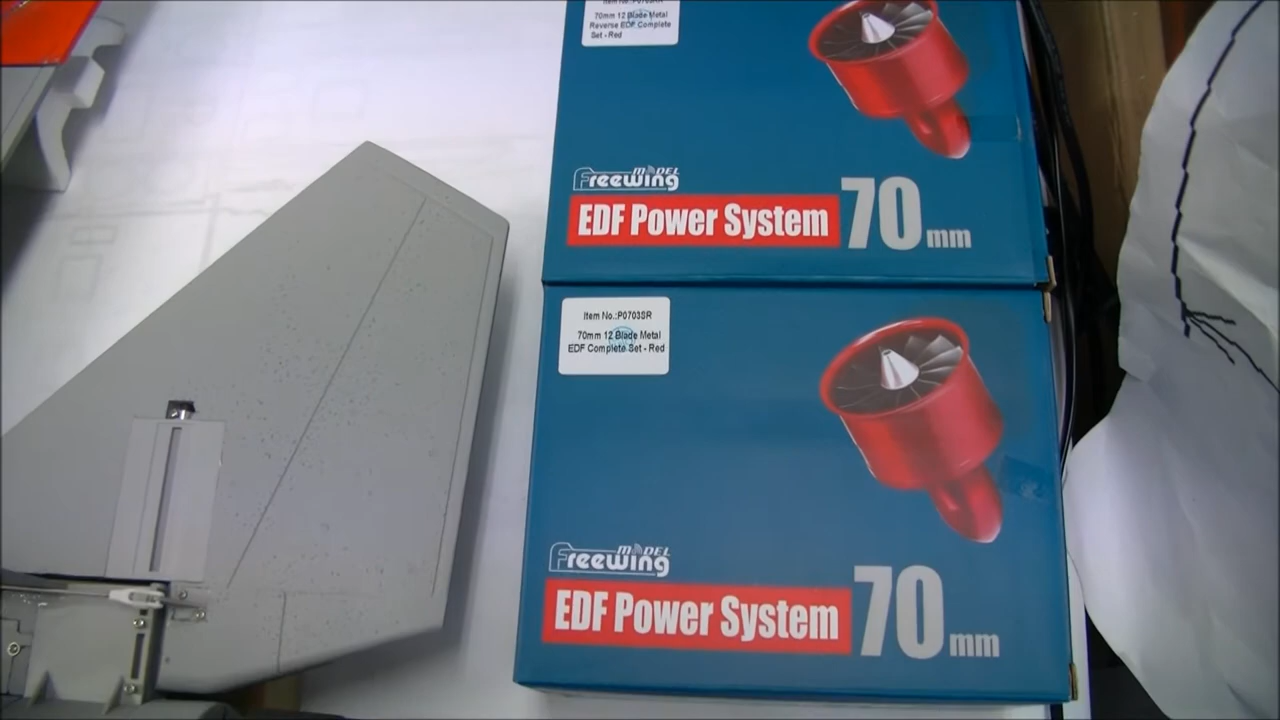 70mm 12 Blade Metal
Reverse EDF Complete
Set - Red
Freewing MODEL
EDF Power System 70mm
Item No.:P0703SR
70mm 12 Blade Metal
EDF Complete Set - Red
Freewing MODEL
EDF Power System 70mm